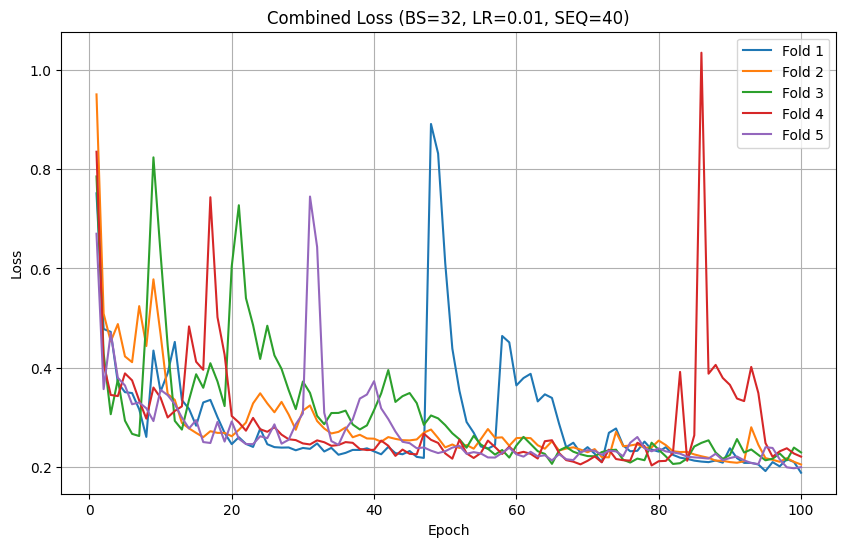 Combined Loss (BS=32, LR=0.01, SEQ=40)
Fold 1
Fold 2
Fold 3
Fold 4
Fold 5
Loss
1.0
0.8
0.6
0.4
0.2
0 20 40 60 80 100
Epoch